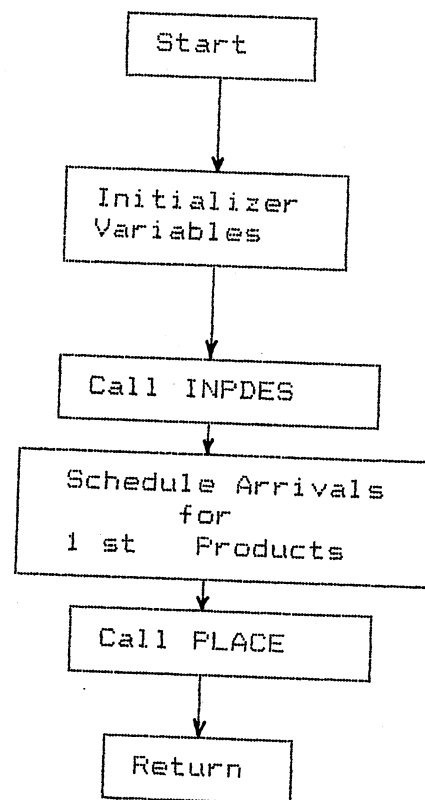 Start
Initializer
Variables
Call INPDES
Schedule Arrivals
for
1 st Products
Call PLACE
Return